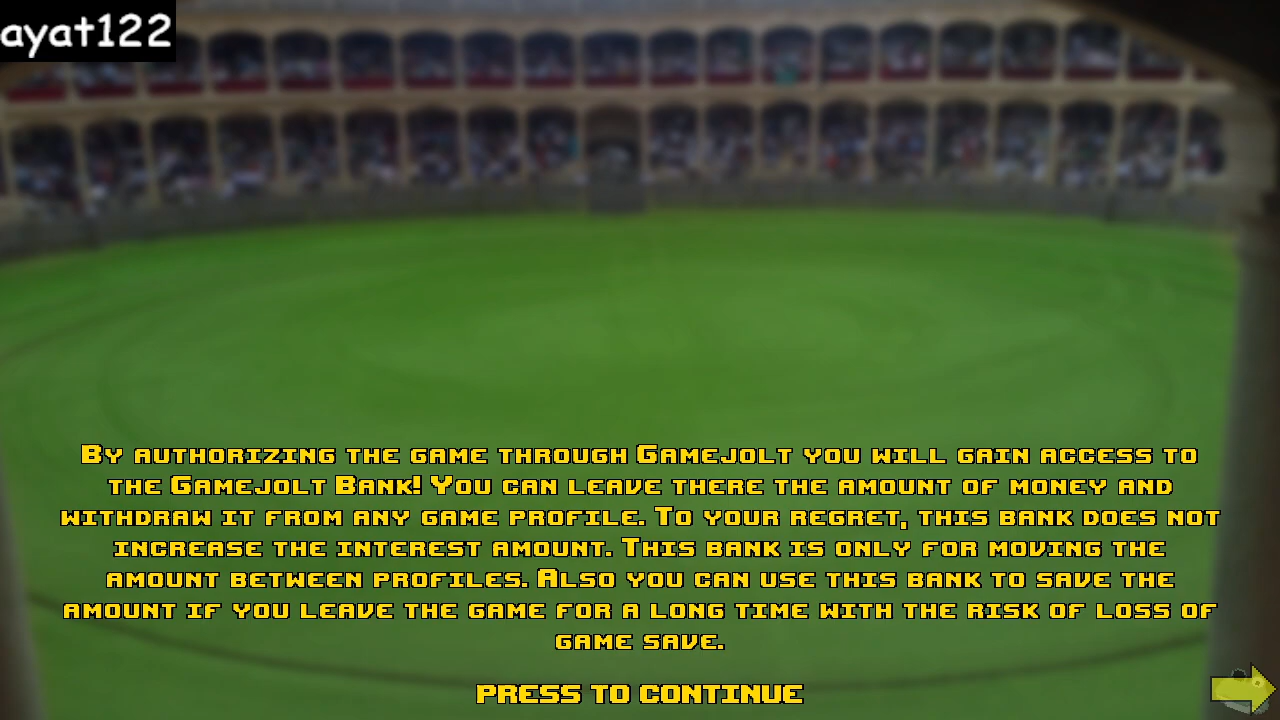 ayat122
By authorizing the game through Gamejolt you will gain access to
the Gamejolt Bank! You can leave there the amount of money and
withdraw it from any game profile. To your regret, this bank does not
increase the interest amount. This bank is only for moving the
amount between profiles. Also you can use this bank to save the
amount if you leave the game for a long time with the risk of loss of
game save.
PRESS TO CONTINUE